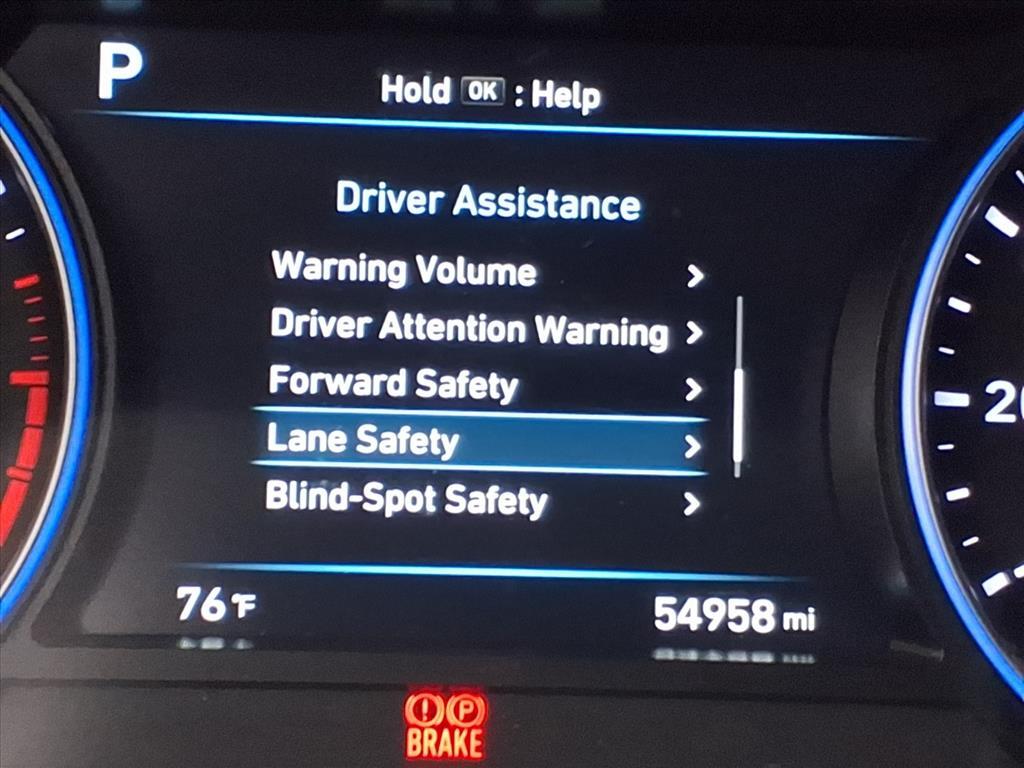 P
Hold OK : Help
Driver Assistance
Warning Volume
Driver Attention Warning
Forward Safety
Lane Safety
Blind-Spot Safety
76°F
54958 mi
20
(!) (P)
BRAKE